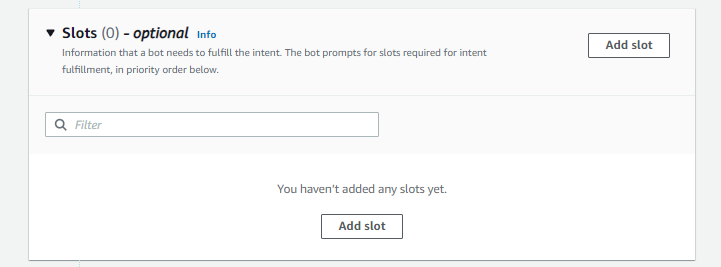 Slots (0) - optional Info
Add slot
Information that a bot needs to fulfill the intent. The bot prompts for slots required for intent
fulfillment, in priority order below.
Filter
You haven't added any slots yet.
Add slot